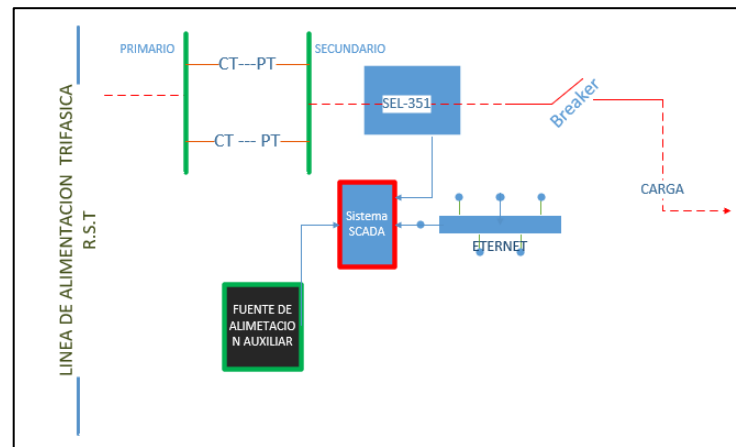 LINEA DE ALIMENTACION TRIFASICA
R.S.T
PRIMARIO
SECUNDARIO
CT---PT
CT --- PT
SEL-351
Breaker
CARGA
Sistema
SCADA
ETERNET
FUENTE DE
ALIMETACIO
N AUXILIAR